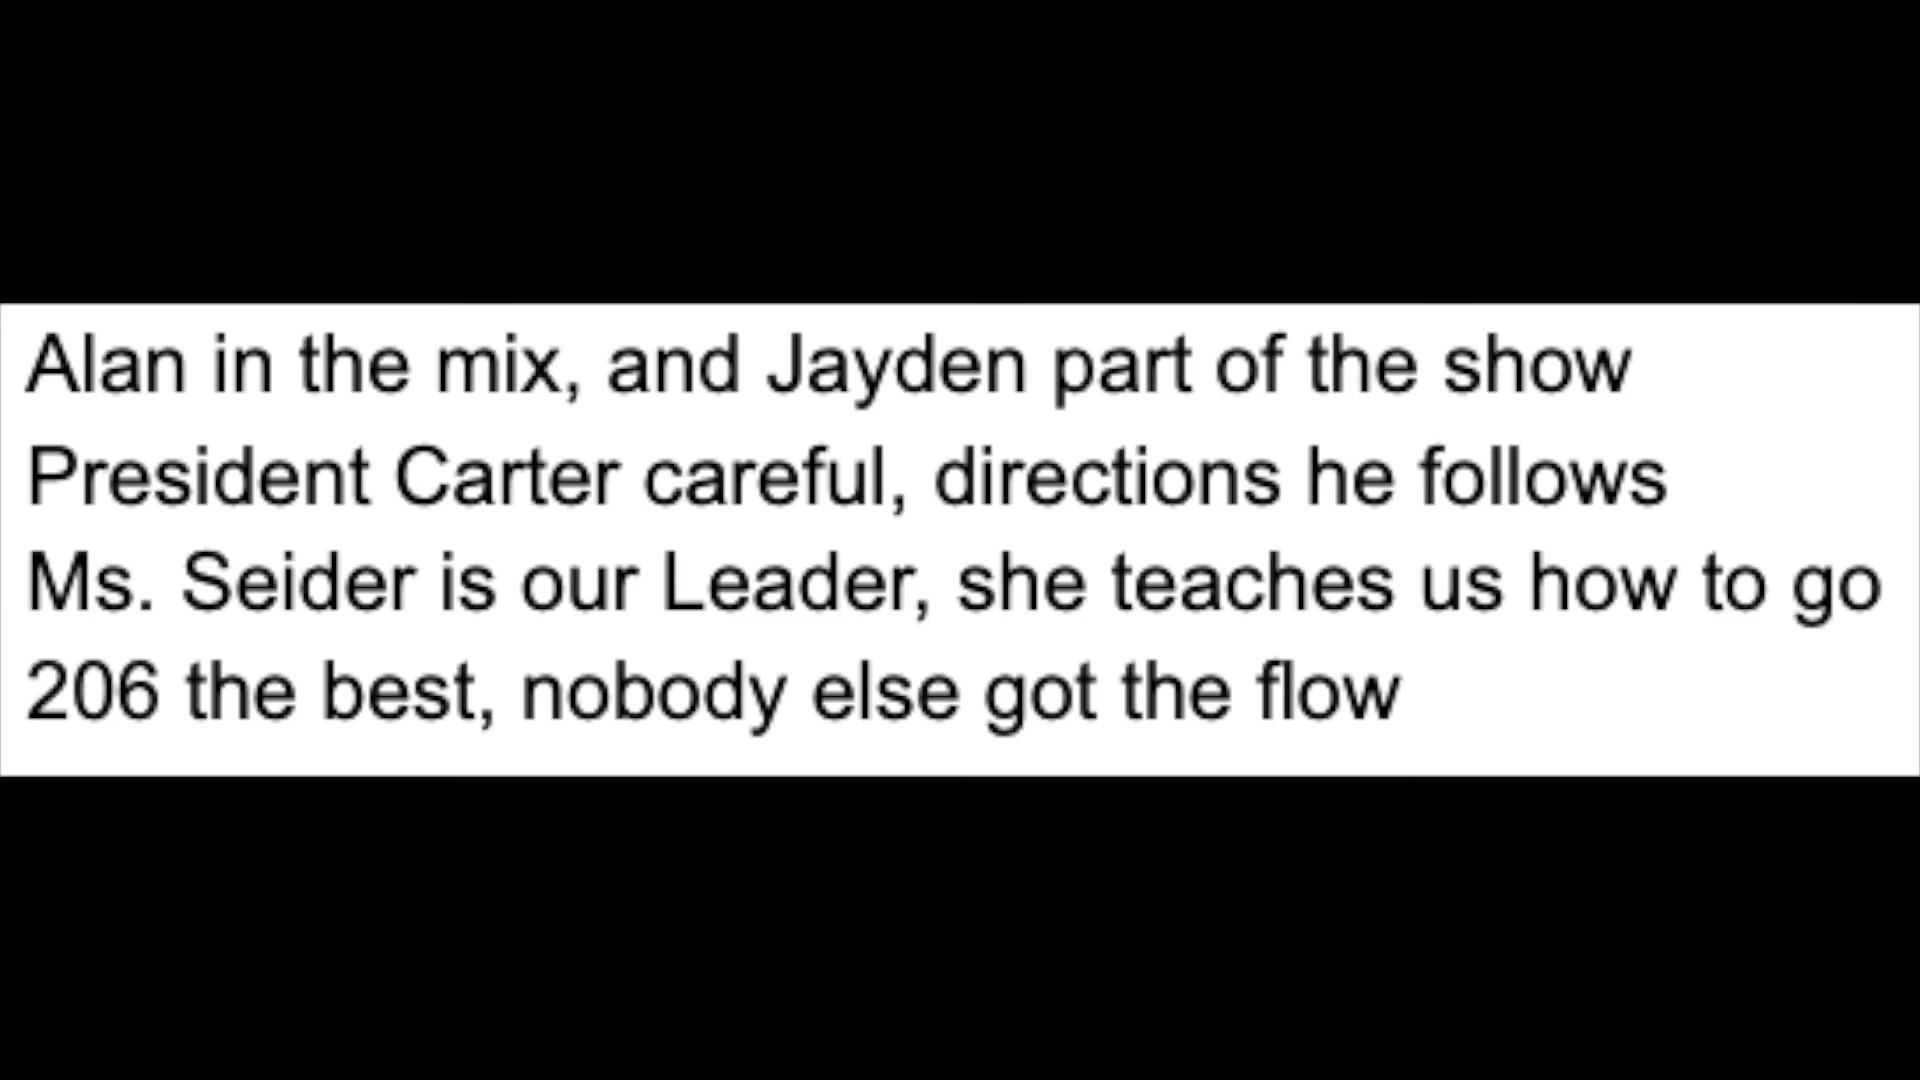 Alan in the mix, and Jayden part of the show
President Carter careful, directions he follows
Ms. Seider is our Leader, she teaches us how to go
206 the best, nobody else got the flow